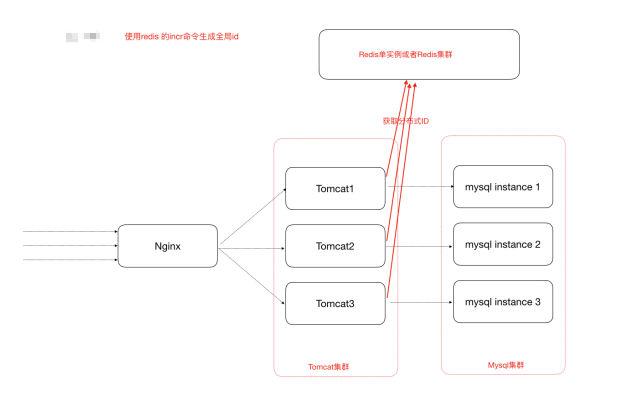 使用redis 的incr命令生成全局id
Redis单实例或者Redis集群
获取分布式ID
Tomcat1
mysql instance 1
Nginx
Tomcat2
mysql instance 2
Tomcat3
mysql instance 3
Tomcat集群
Mysql集群